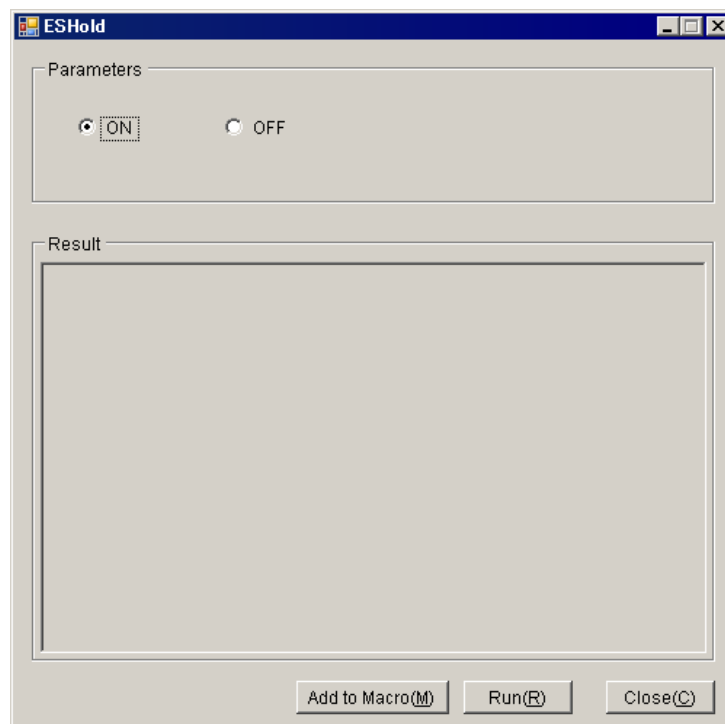 ESHold
Parameters
ON OFF
Result
Add to Macro(M) Run(R) Close(C)